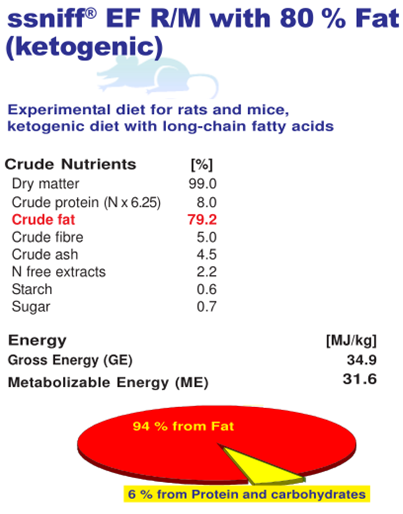 ssniff® EF R/M with 80 % Fat
(ketogenic)
Experimental diet for rats and mice,
ketogenic diet with long-chain fatty acids
Crude Nutrients [%]
Dry matter 99.0
Crude protein (N x 6.25) 8.0
Crude fat 79.2
Crude fibre 5.0
Crude ash 4.5
N free extracts 2.2
Starch 0.6
Sugar 0.7
Energy [MJ/kg]
Gross Energy (GE) 34.9
Metabolizable Energy (ME) 31.6
94 % from Fat
6 % from Protein and carbohydrates